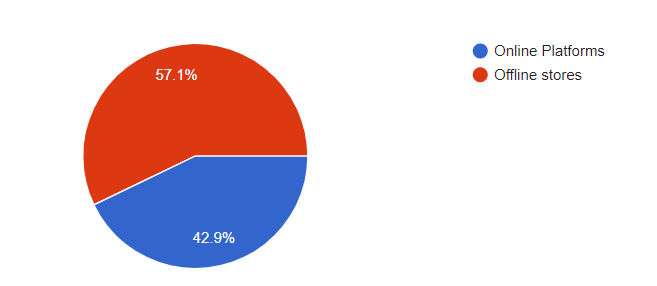 Online Platforms
Offline stores
57.1%
42.9%